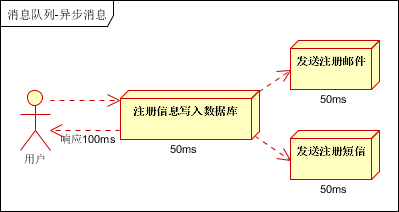 消息队列-异步消息
发送注册邮件
50ms
注册信息写入数据库
响应100ms
50ms
用户
发送注册短信
50ms